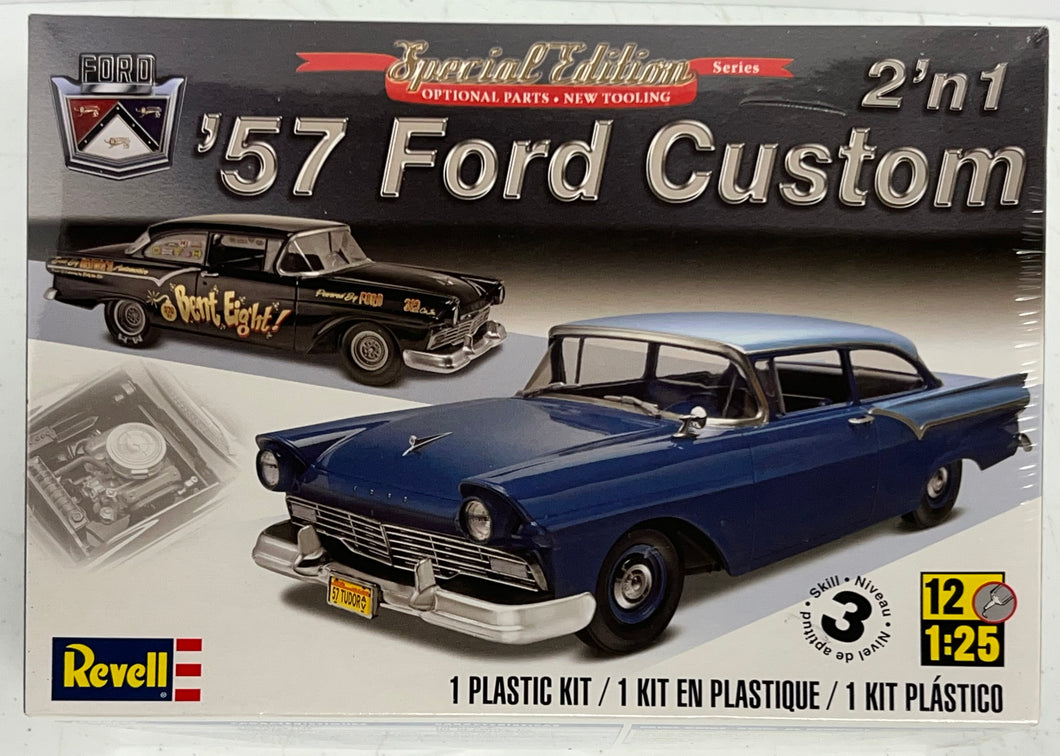 FORD
Special Edition Series
OPTIONAL PARTS • NEW TOOLING
2'n1
'57 Ford Custom
Bent Eight!
Powered By FORD
312
FORD
57 TUDOR
Skill • Niveau • Nivel de aptitud •
3
12
1:25
Revell
1 PLASTIC KIT / 1 KIT EN PLASTIQUE / 1 KIT PLÁSTICO